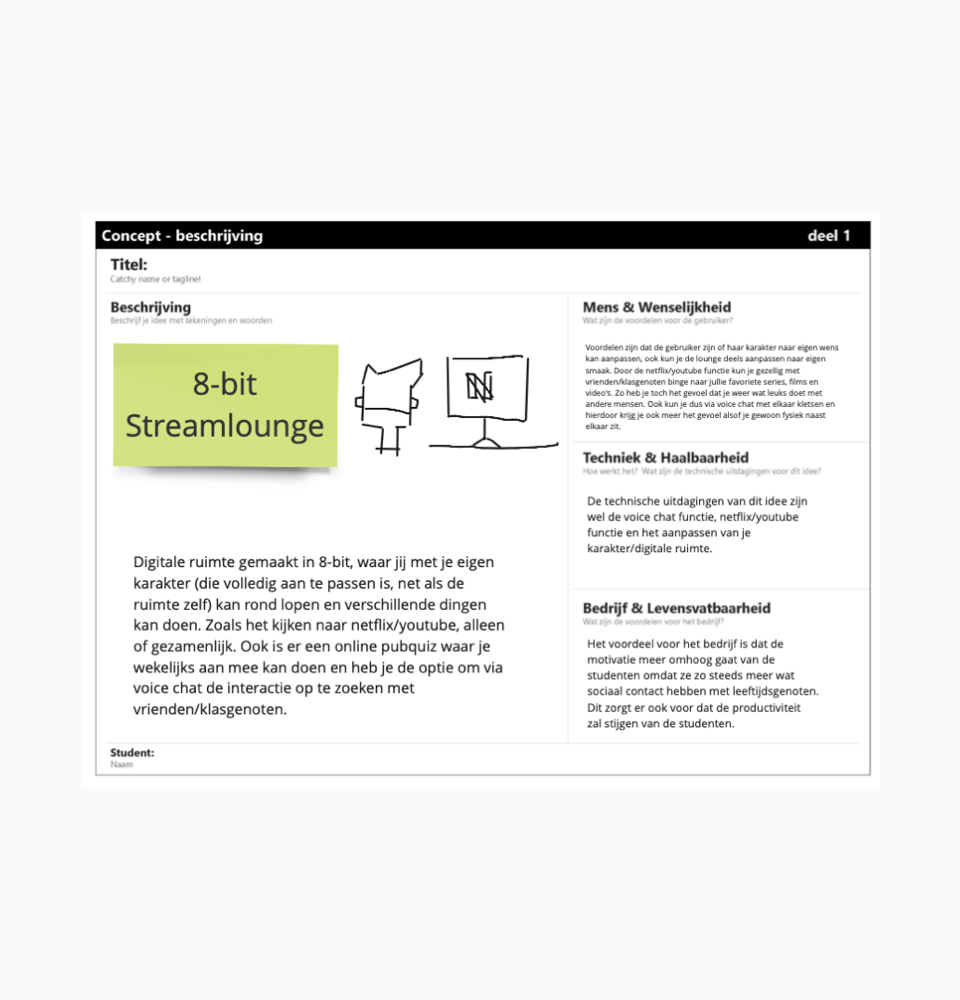 Concept - beschrijving
deel 1
Titel:
Catchy name or tagline!
Beschrijving
Beschrijf je idee met tekeningen en woorden
8-bit
Streamlounge
N
Digitale ruimte gemaakt in 8-bit, waar jij met je eigen
karakter (die volledig aan te passen is, net als de
ruimte zelf) kan rond lopen en verschillende dingen
kan doen. Zoals het kijken naar netflix/youtube, alleen
of gezamenlijk. Ook is er een online pubquiz waar je
wekelijks aan mee kan doen en heb je de optie om via
voice chat de interactie op te zoeken met
vrienden/klasgenoten.
Mens & Wenselijkheid
Wat zijn de voordelen voor de gebruiker?
Voordelen zijn dat de gebruiker zijn of haar karakter naar eigen wens
kan aanpassen, ook kun je de lounge deels aanpassen naar eigen
smaak. Door de netflix/youtube functie kun je gezellig met
vrienden/klasgenoten binge naar jullie favoriete series, films en
video's. Zo heb je toch het gevoel dat je weer wat leuks doet met
andere mensen. Ook kun je dus via voice chat met elkaar kletsen en
hierdoor krijg je ook meer het gevoel alsof je gewoon fysiek naast
elkaar zit.
Techniek & Haalbaarheid
Hoe werkt het? Wat zijn de technische uitdagingen voor dit idee?
De technische uitdagingen van dit idee zijn
wel de voice chat functie, netflix/youtube
functie en het aanpassen van je
karakter/digitale ruimte.
Bedrijf & Levensvatbaarheid
Wat zijn de voordelen voor het bedrijf?
Het voordeel voor het bedrijf is dat de
motivatie meer omhoog gaat van de
studenten omdat ze zo steeds meer wat
sociaal contact hebben met leeftijdsgenoten.
Dit zorgt er ook voor dat de productiviteit
zal stijgen van de studenten.
Student:
Naam